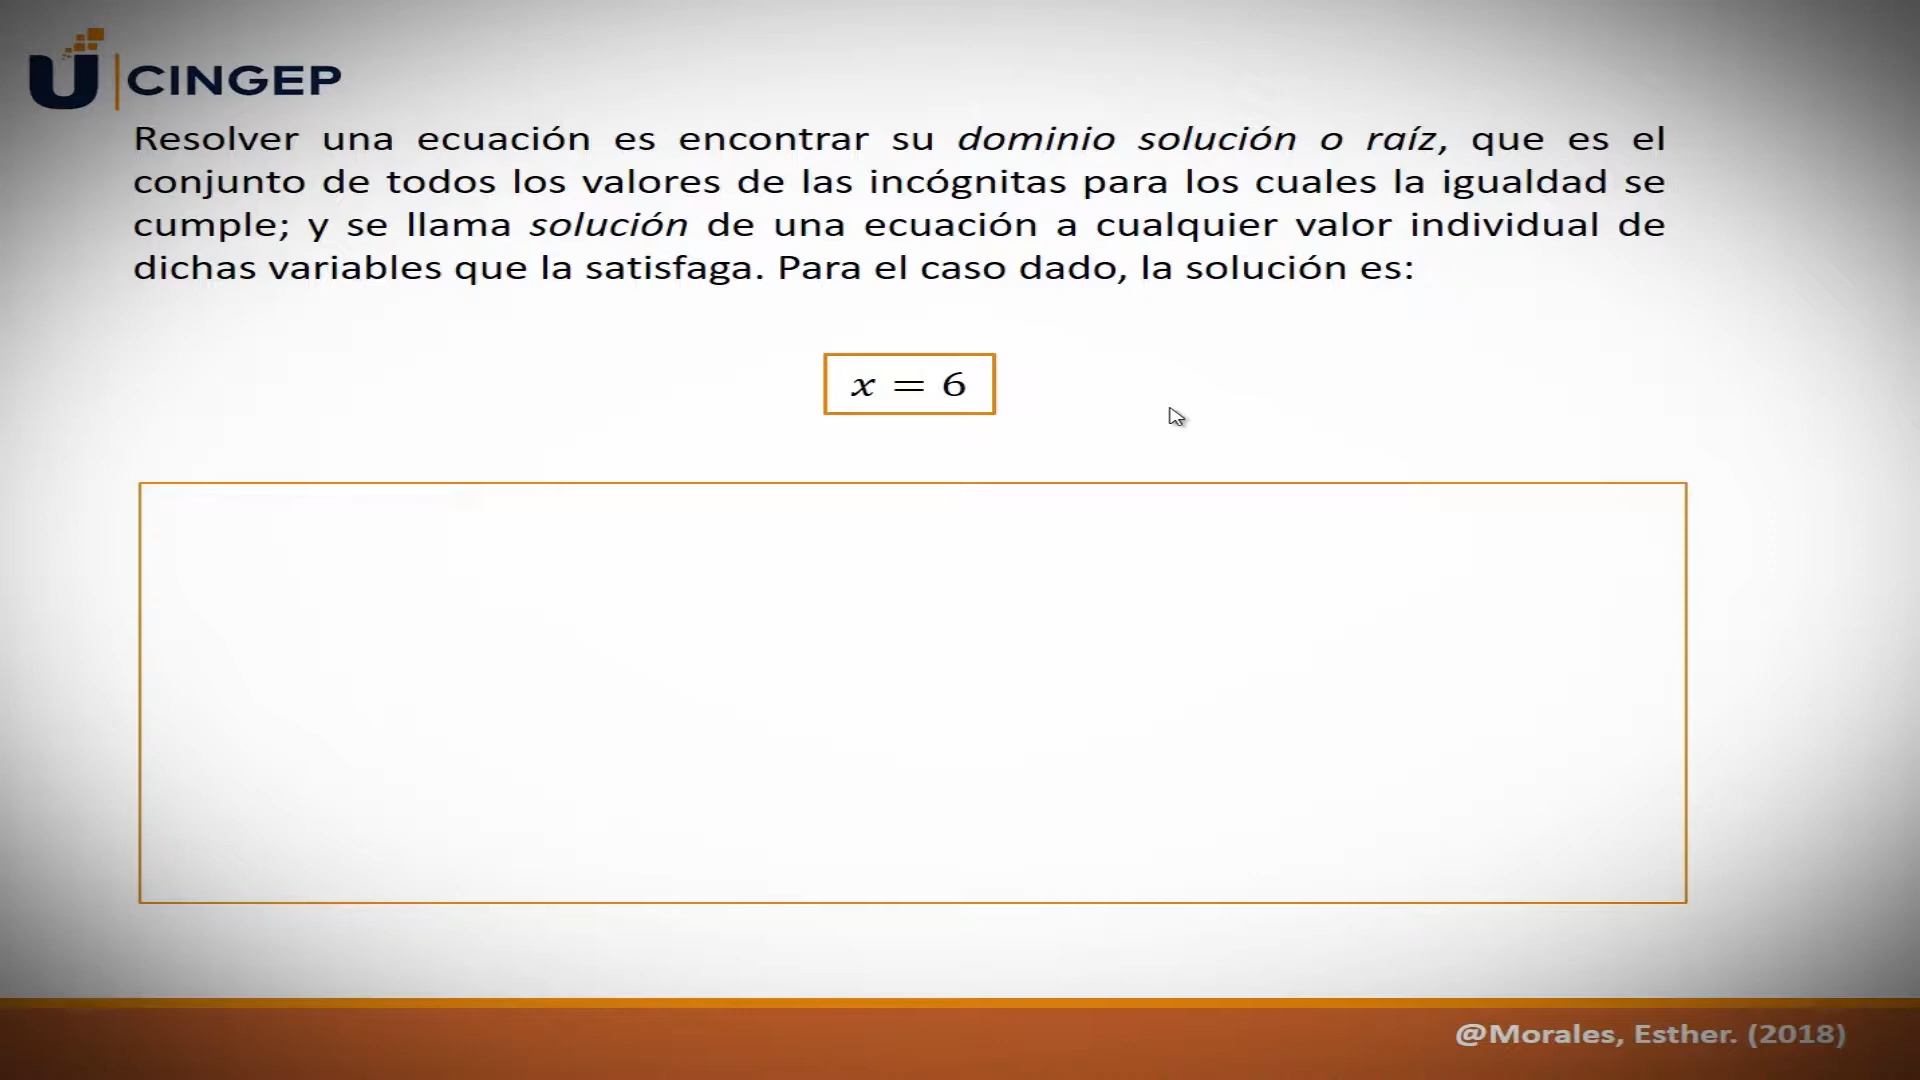 U CINGEP
Resolver una ecuación es encontrar su dominio solución o raíz, que es el
conjunto de todos los valores de las incógnitas para los cuales la igualdad se
cumple; y se llama solución de una ecuación a cualquier valor individual de
dichas variables que la satisfaga. Para el caso dado, la solución es:
x = 6
@Morales, Esther. (2018)